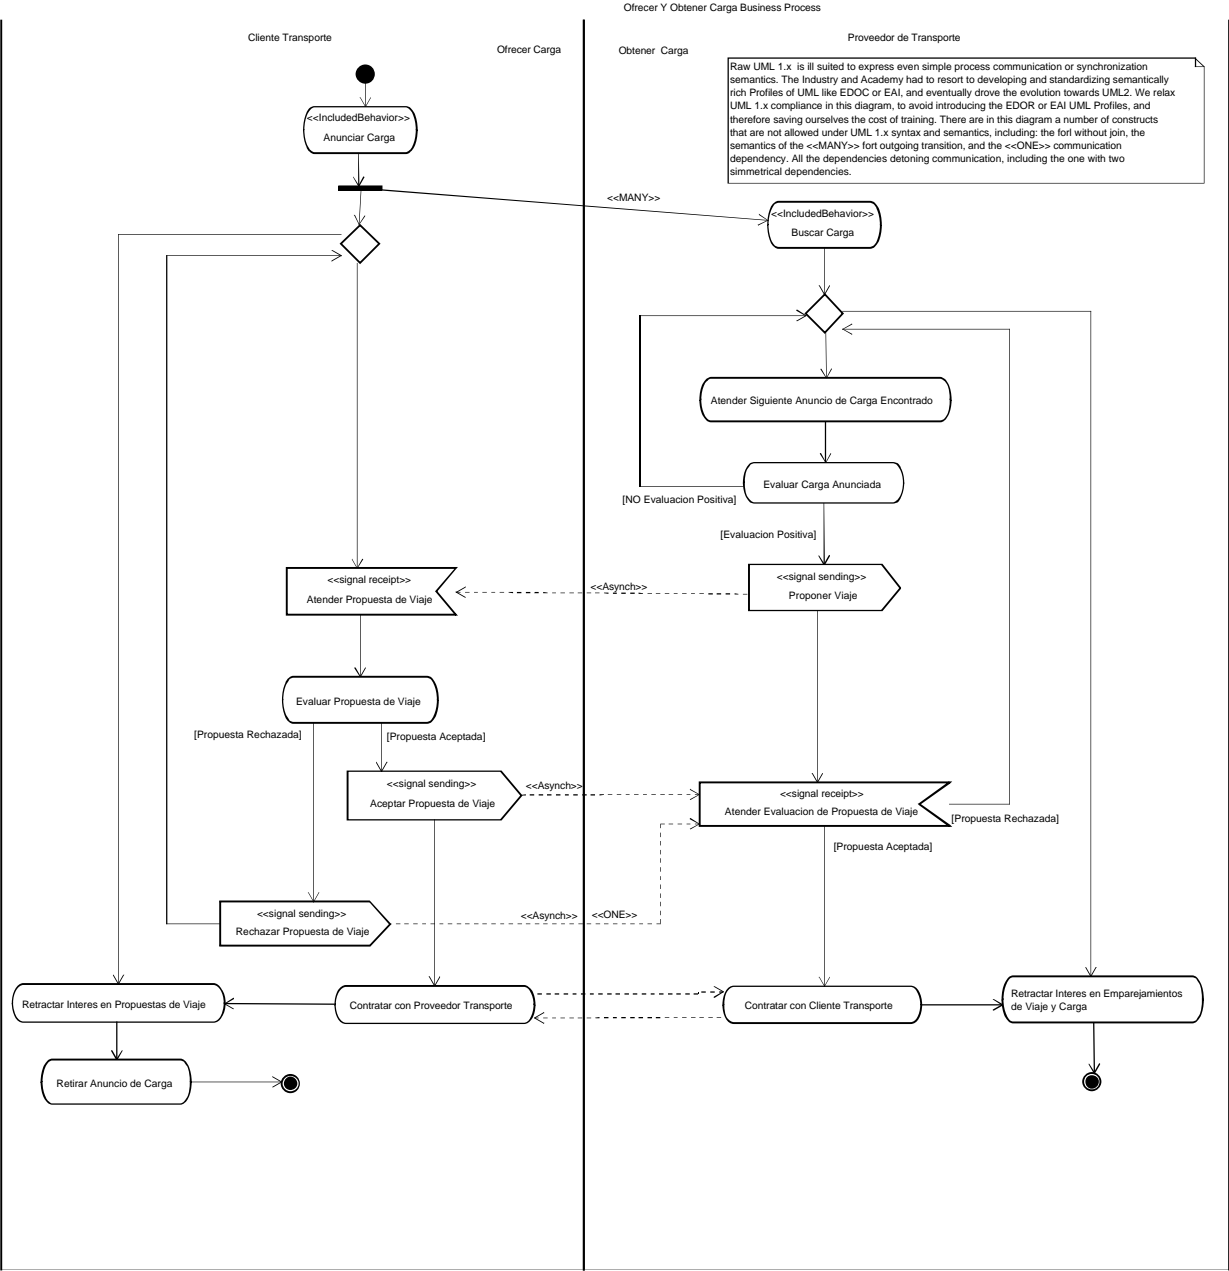 Ofrecer Y Obtener Carga Business Process
Cliente Transporte
Ofrecer Carga
Obtener Carga
Proveedor de Transporte
Raw UML 1.x is ill suited to express even simple process communication or synchronization
semantics. The Industry and Academy had to resort to developing and standardizing semantically
rich Profiles of UML like EDOC or EAI, and eventually drove the evolution towards UML2. We relax
UML 1.x compliance in this diagram, to avoid introducing the EDOR or EAI UML Profiles, and
therefore saving ourselves the cost of training. There are in this diagram a number of constructs
that are not allowed under UML 1.x syntax and semantics, including: the forl without join, the
semantics of the <<MANY>> fort outgoing transition, and the <<ONE>> communication
dependency. All the dependencies detoning communication, including the one with two
simmetrical dependencies.
<<IncludedBehavior>>
Anunciar Carga
<<MANY>>
<<IncludedBehavior>>
Buscar Carga
Atender Siguiente Anuncio de Carga Encontrado
Evaluar Carga Anunciada
[NO Evaluacion Positiva]
[Evaluacion Positiva]
<<signal receipt>>
Atender Propuesta de Viaje
<<Asynch>>
<<signal sending>>
Proponer Viaje
Evaluar Propuesta de Viaje
[Propuesta Rechazada]
[Propuesta Aceptada]
<<signal sending>>
Aceptar Propuesta de Viaje
<<Asynch>>
<<signal receipt>>
Atender Evaluacion de Propuesta de Viaje
[Propuesta Rechazada]
[Propuesta Aceptada]
<<signal sending>>
Rechazar Propuesta de Viaje
<<Asynch>>
<<ONE>>
Retractar Interes en Propuestas de Viaje
Contratar con Proveedor Transporte
Contratar con Cliente Transporte
Retractar Interes en Emparejamientos
de Viaje y Carga
Retirar Anuncio de Carga